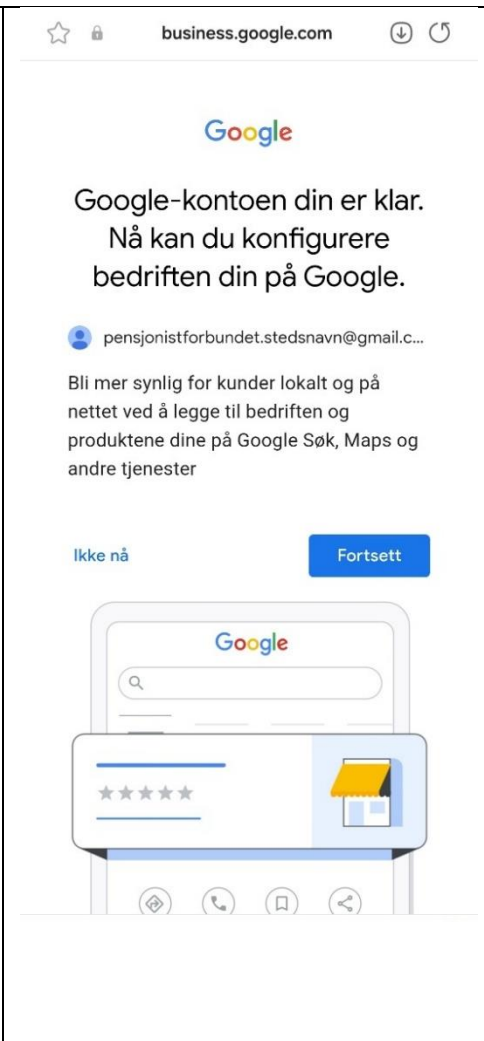 business.google.com
Google
Google-kontoen din er klar.
Nå kan du konfigurere
bedriften din på Google.
pensjonistforbundet.stedsnavn@gmail.c...
Bli mer synlig for kunder lokalt og på
nettet ved å legge til bedriften og
produktene dine på Google Søk, Maps og
andre tjenester
Ikke nå
Fortsett
Google